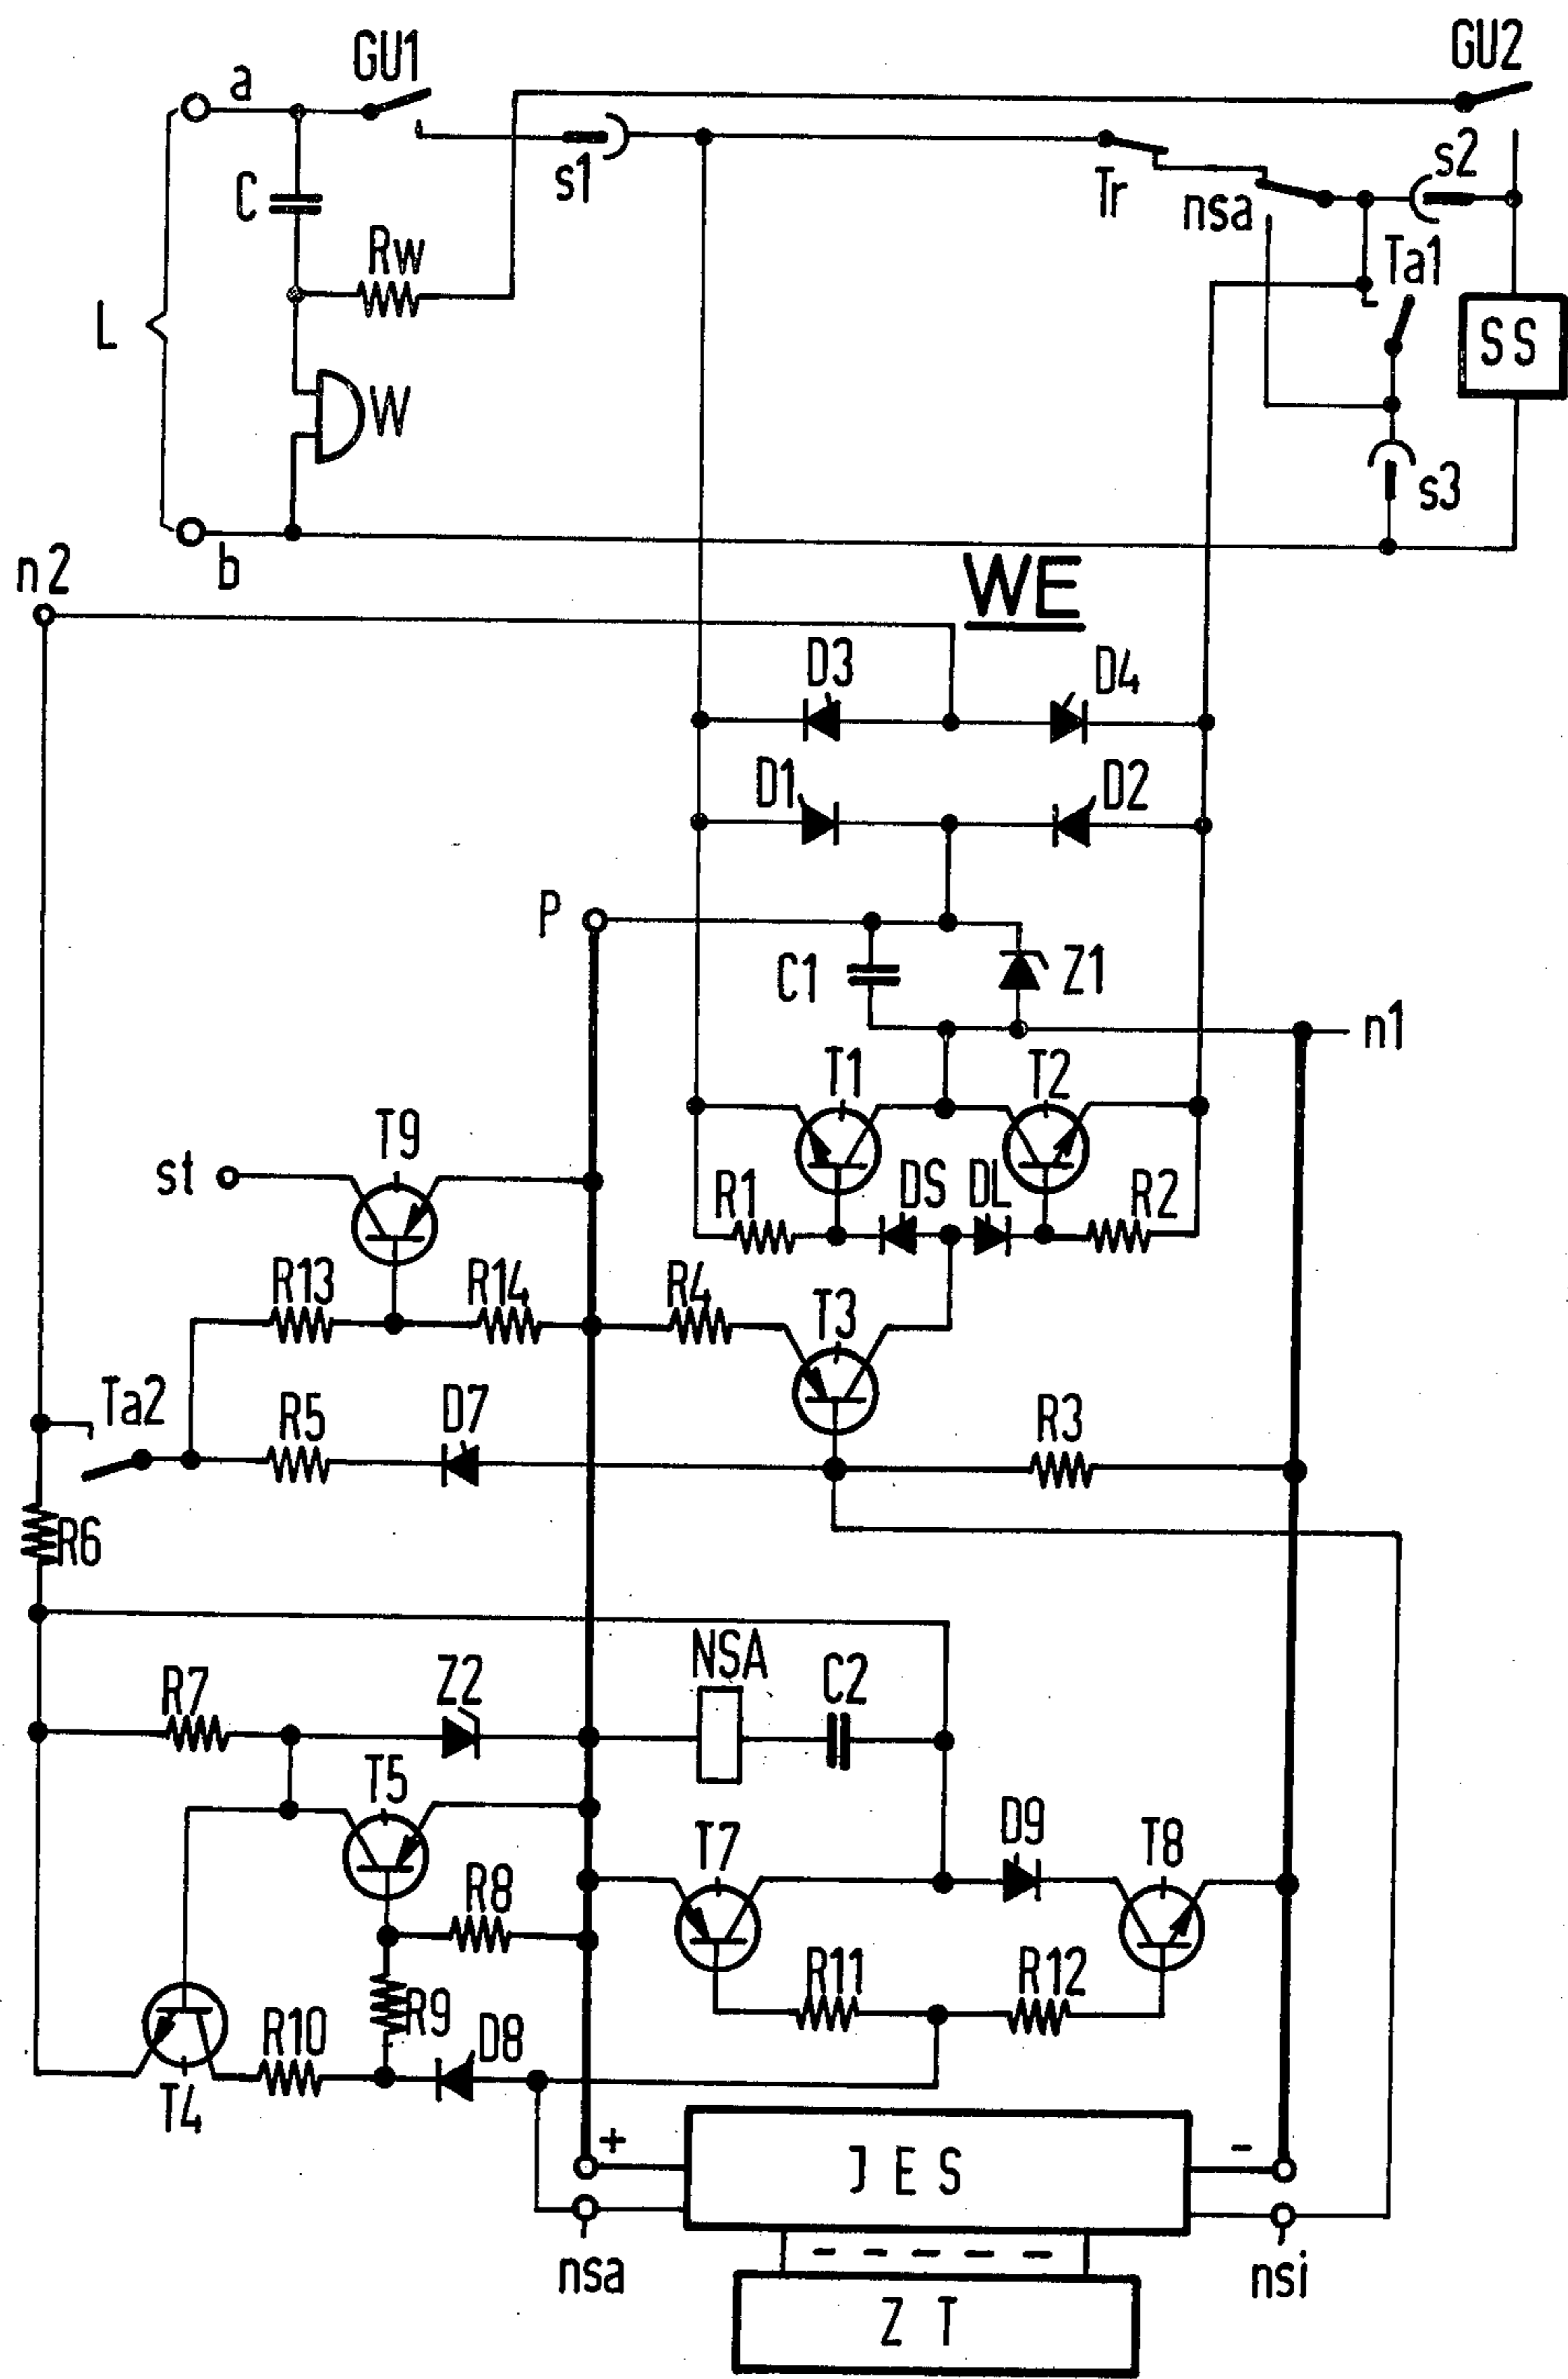 GU2
GU1
a
s1
s2
C
Tr
nsa
Rw
Ta1
L
SS
W
s3
n2
b
WE
D3
D4
D1
D2
P
C1
Z1
n1
T1
T2
T9
st
R1
DS
DL
R2
R13
R14
R4
T3
Ta2
R5
D7
R3
R6
NSA
R7
Z2
C2
T5
D9
T7
T8
R8
R11
R12
R9
R10
D8
T4
+
-
JES
nsa
nsi
ZT